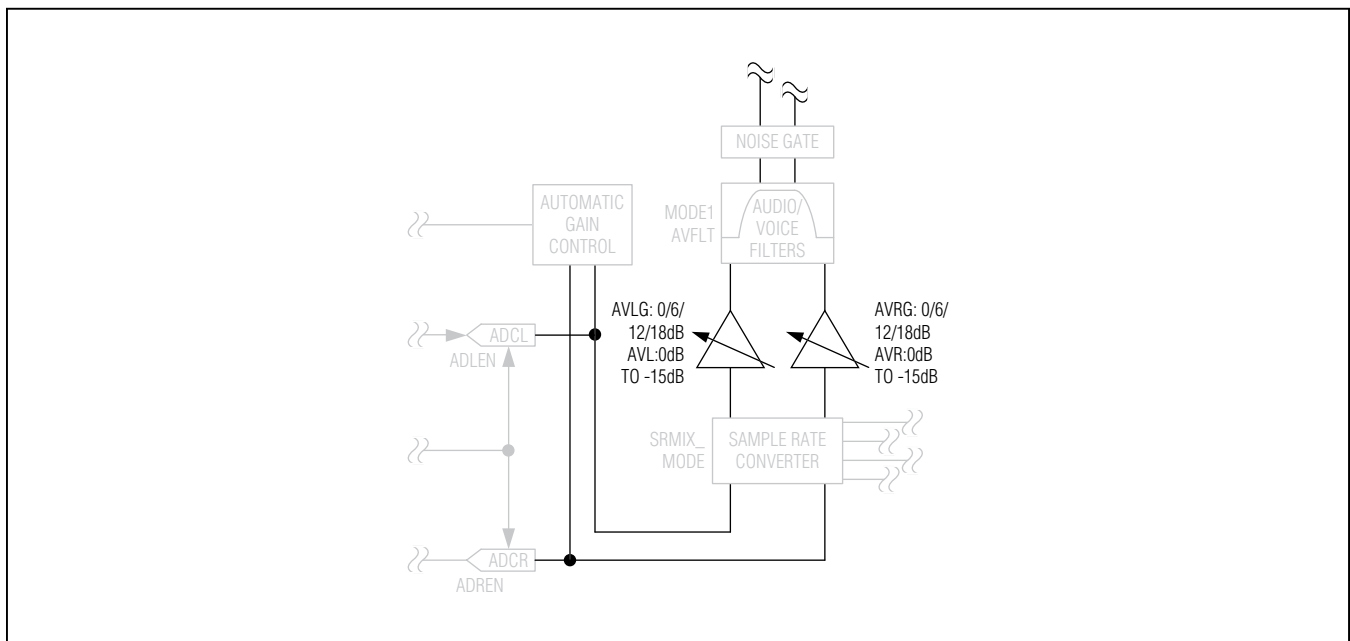 NOISE GATE
AUTOMATIC
GAIN
CONTROL
MODE1
AVFLT
AUDIO/
VOICE
FILTERS
AVLG: 0/6/
12/18dB
AVL:0dB
TO -15dB
AVRG: 0/6/
12/18dB
AVR:0dB
TO -15dB
ADCL
ADLEN
SRMIX_
MODE
SAMPLE RATE
CONVERTER
ADCR
ADREN